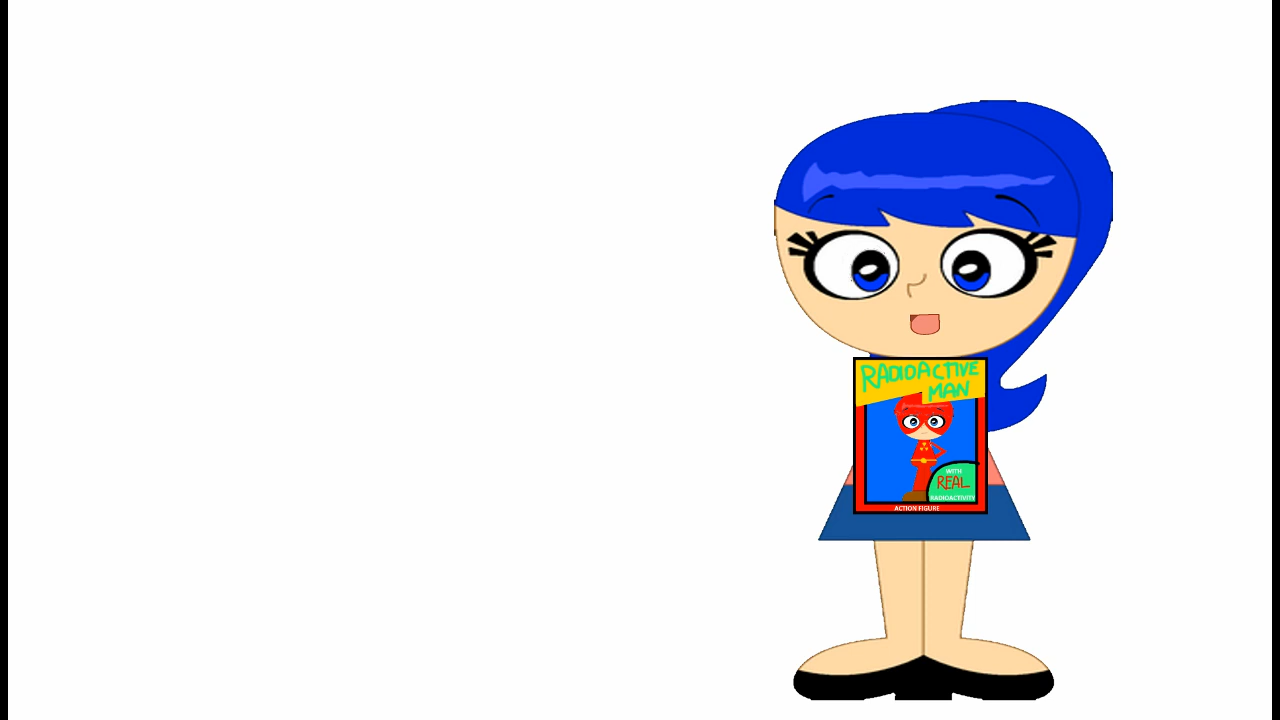 RADIOACTIVE
MAN
WITH
REAL
RADIOACTIVITY
ACTION FIGURE